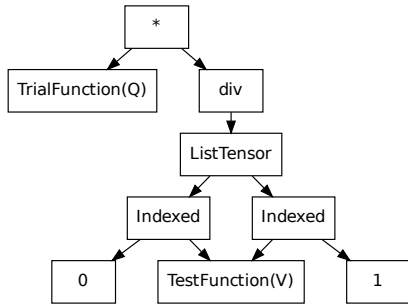 *
TrialFunction(Q)
div
ListTensor
Indexed
Indexed
0
TestFunction(V)
1